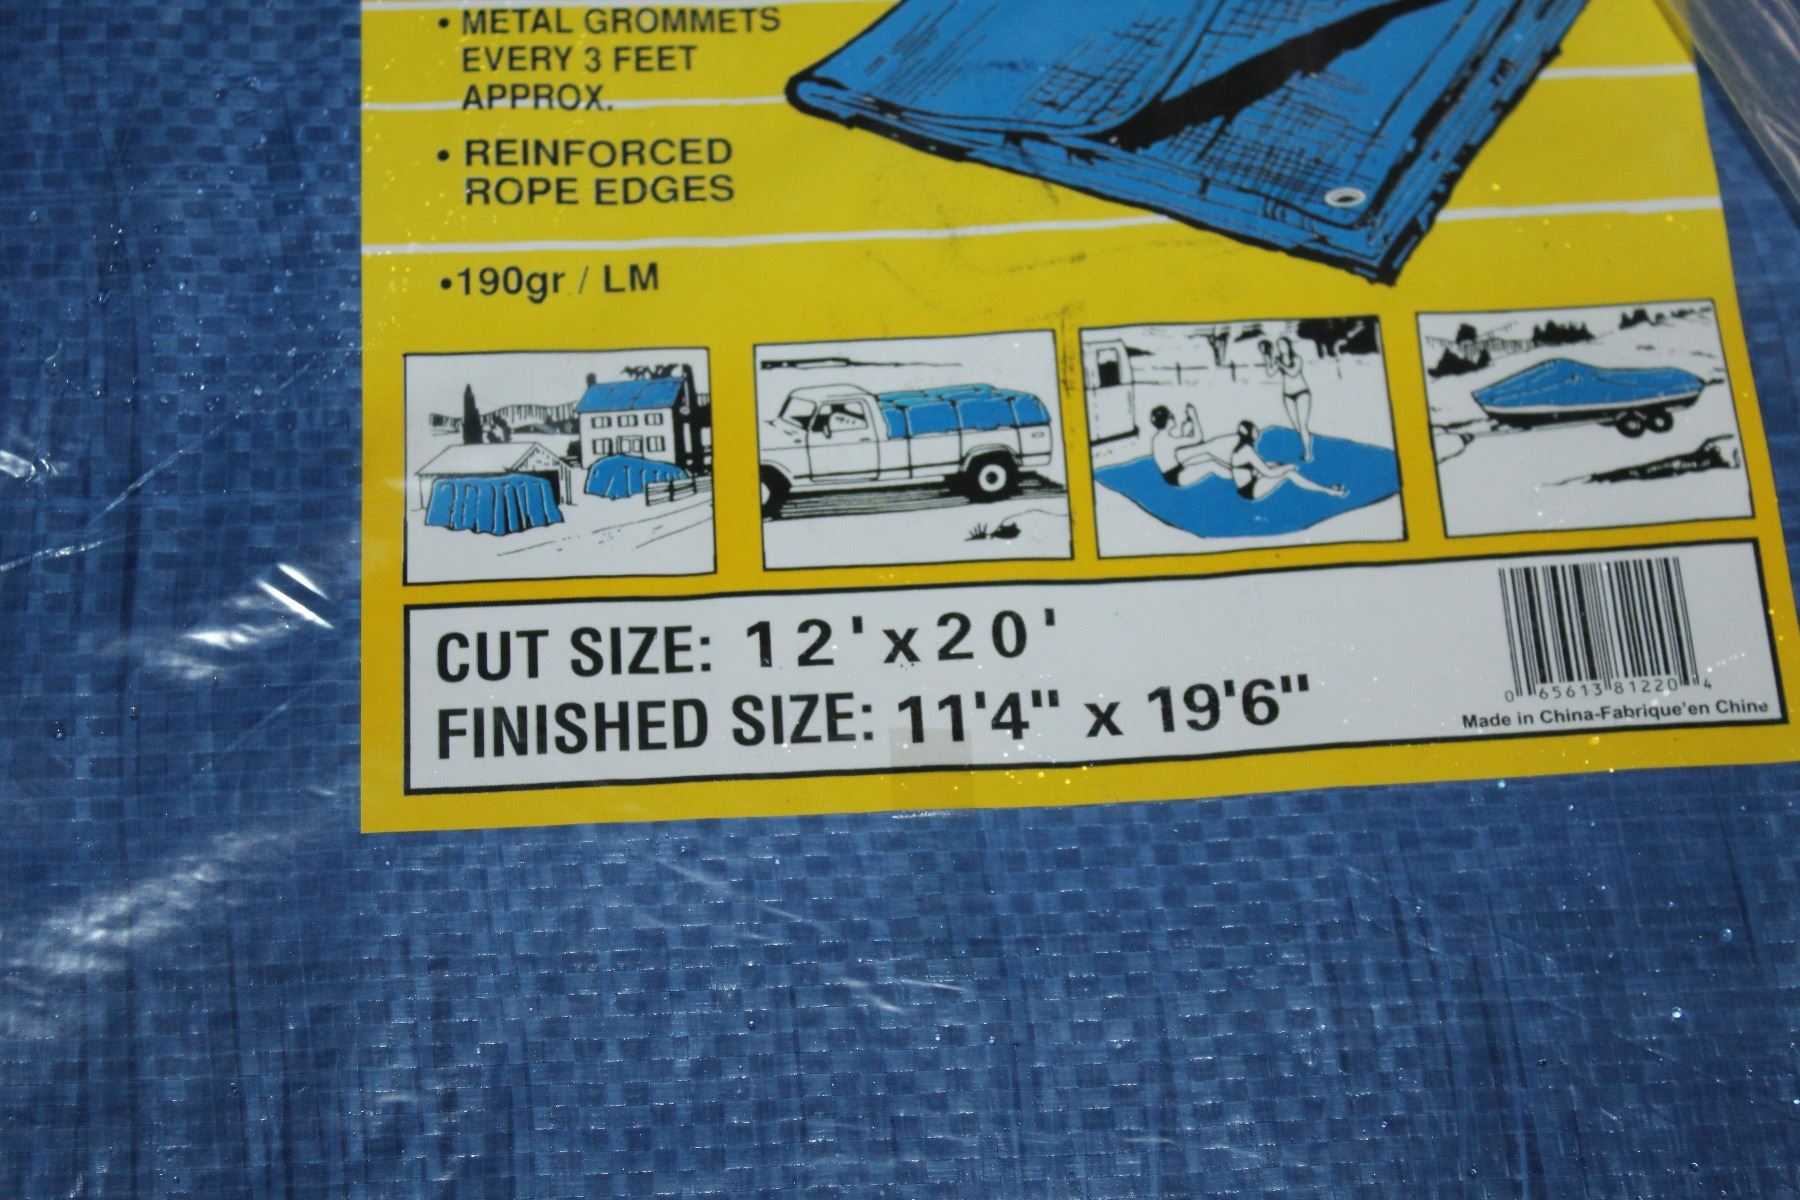 • METAL GROMMETS
EVERY 3 FEET
APPROX.
• REINFORCED
ROPE EDGES
•190gr / LM
CUT SIZE: 12'x20'
FINISHED SIZE: 11'4" x 19'6"
0 65613 81220 4
Made in China-Fabrique'en Chine